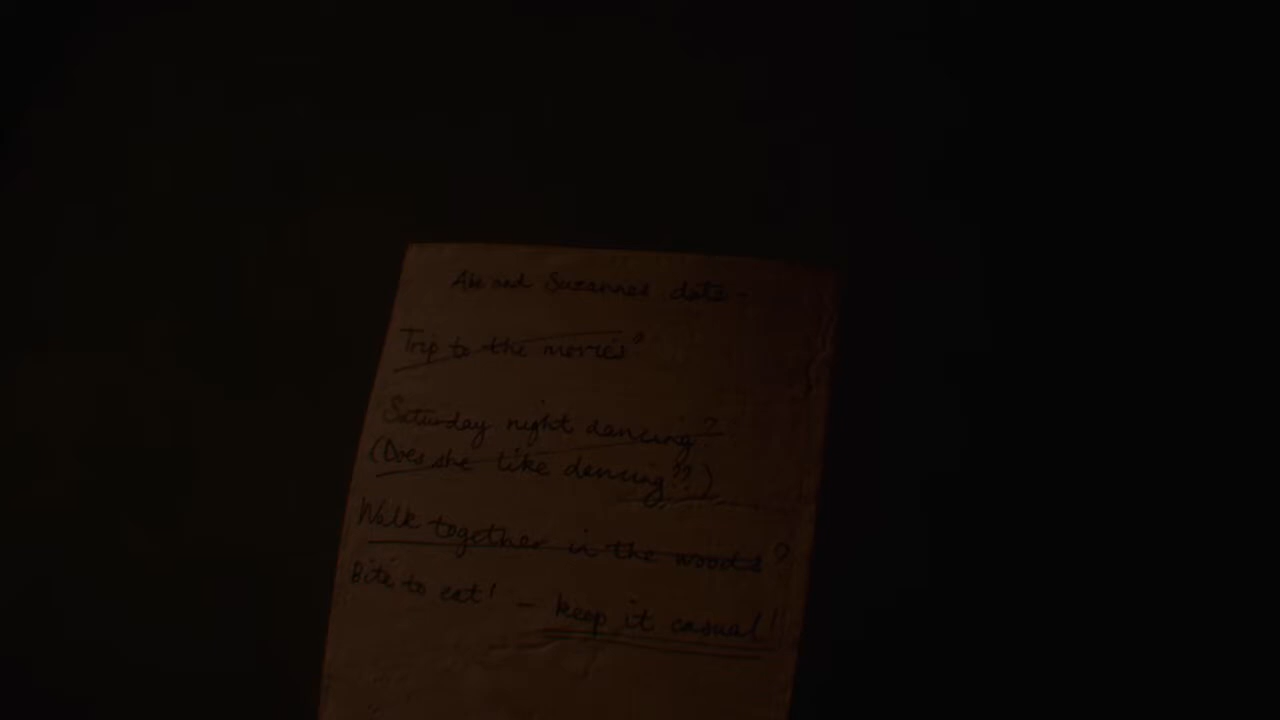 Abe and Suzannes date -
Trip to the movies?
Saturday night dancing?
(Does she like dancing??)
Walk together in the woods?
Bite to eat! - keep it casual!